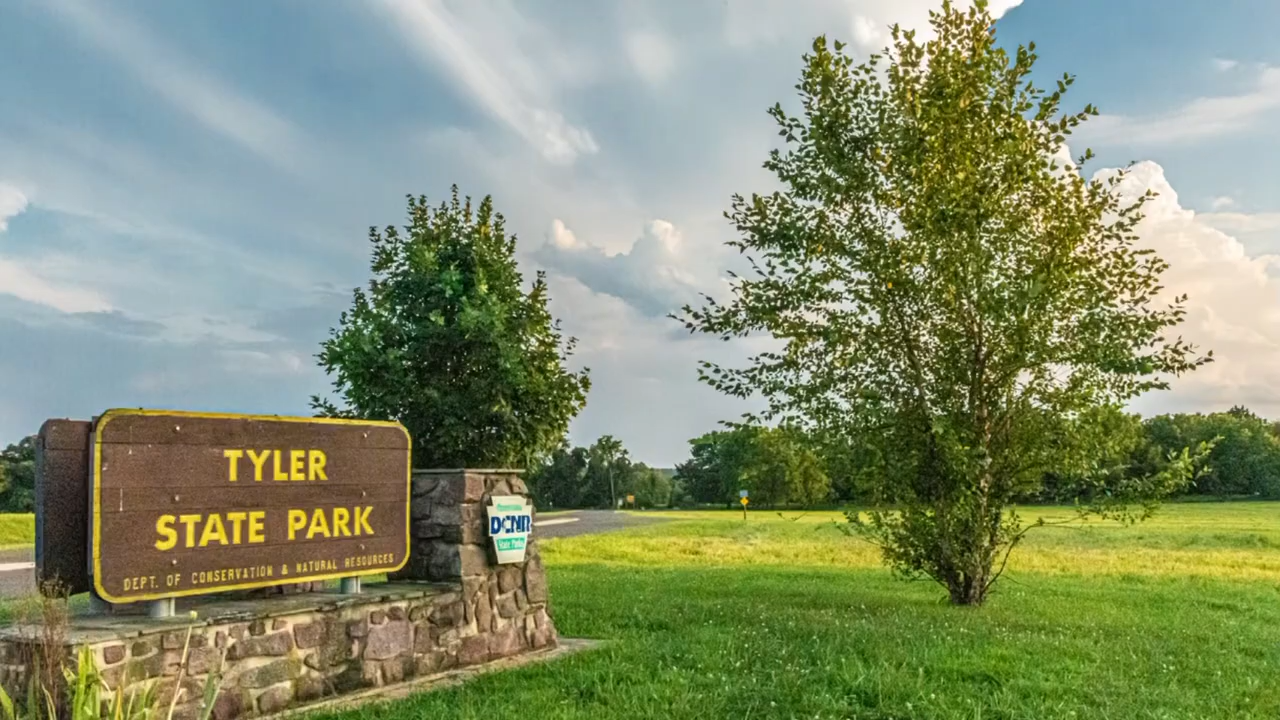 TYLER
STATE PARK
DEPT. OF CONSERVATION & NATURAL RESOURCES
DCNR
State Parks